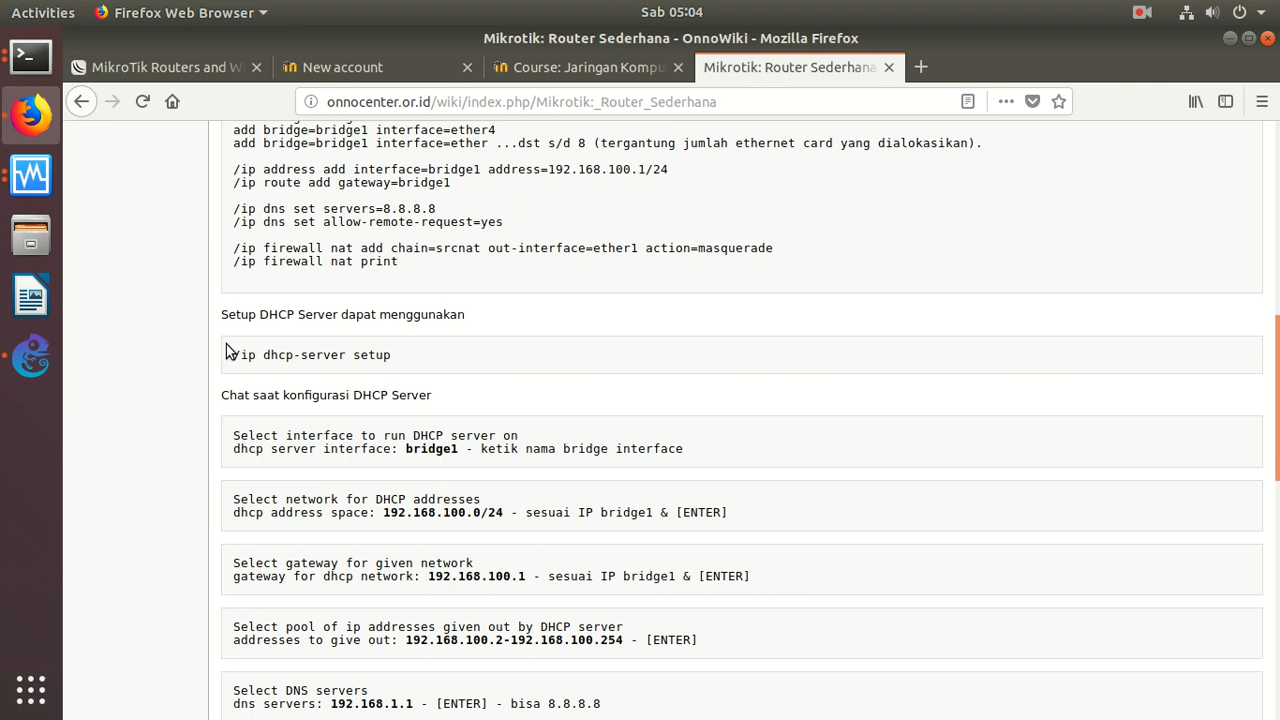 Activities
Firefox Web Browser
Sab 05:04
Mikrotik: Router Sederhana - OnnoWiki - Mozilla Firefox
MikroTik Routers and Wi
New account
Course: Jaringan Kompu
Mikrotik: Router Sederhana
onnocenter.or.id/wiki/index.php/Mikrotik:_Router_Sederhana
add bridge=bridge1 interface=ether4
add bridge=bridge1 interface=ether ...dst s/d 8 (tergantung jumlah ethernet card yang dialokasikan).
/ip address add interface=bridge1 address=192.168.100.1/24
/ip route add gateway=bridge1
/ip dns set servers=8.8.8.8
/ip dns set allow-remote-request=yes
/ip firewall nat add chain=srcnat out-interface=ether1 action=masquerade
/ip firewall nat print
Setup DHCP Server dapat menggunakan
/ip dhcp-server setup
Chat saat konfigurasi DHCP Server
Select interface to run DHCP server on
dhcp server interface: bridge1 - ketik nama bridge interface
Select network for DHCP addresses
dhcp address space: 192.168.100.0/24 - sesuai IP bridge1 & [ENTER]
Select gateway for given network
gateway for dhcp network: 192.168.100.1 - sesuai IP bridge1 & [ENTER]
Select pool of ip addresses given out by DHCP server
addresses to give out: 192.168.100.2-192.168.100.254 - [ENTER]
Select DNS servers
dns servers: 192.168.1.1 - [ENTER] - bisa 8.8.8.8